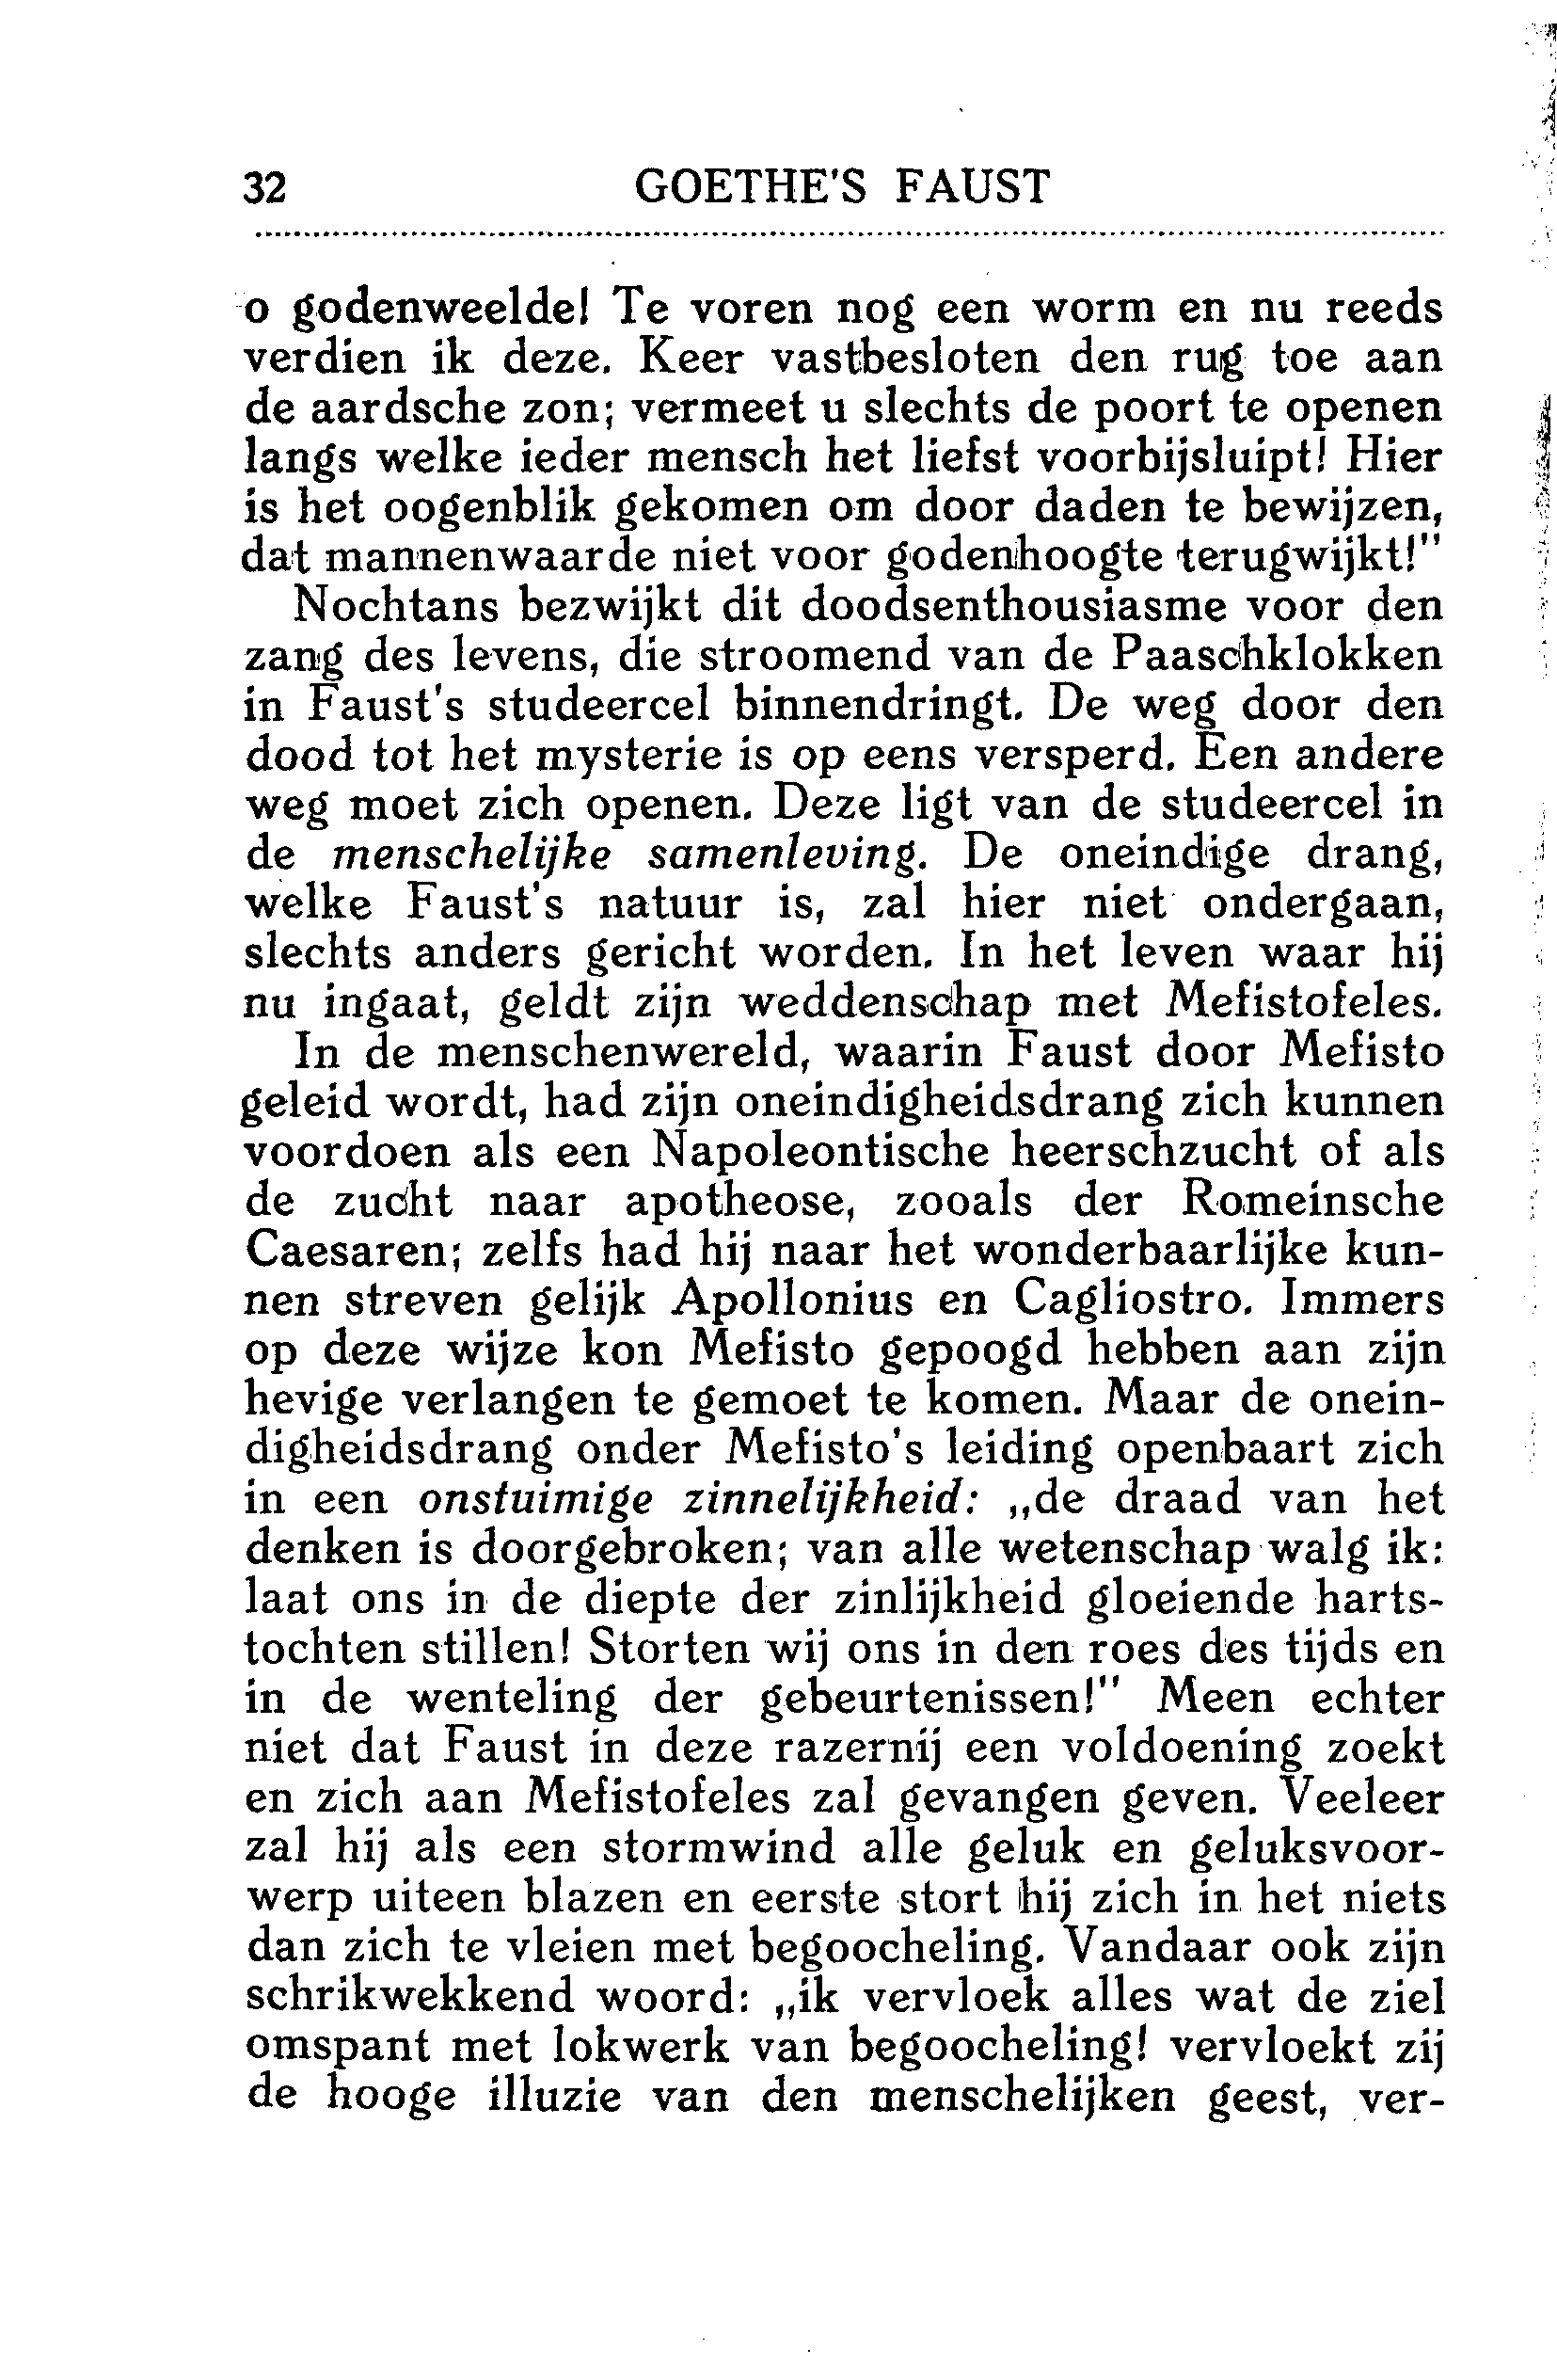 32 GOETHE'S FAUST
o godenweelde! Te voren nog een worm en nu reeds
verdien ik deze. Keer vastbesloten den rug toe aan
de aardsche zon; vermeet u slechts de poort te openen
langs welke ieder mensch het liefst voorbijsluipt! Hier
is het oogenblik gekomen om door daden te bewijzen,
dat mannenwaarde niet voor godenhoogte terugwijkt!"
Nochtans bezwijkt dit doodsenthousiasme voor den
zang des levens, die stroomend van de Paaschklokken
in Faust's studeercel binnendringt. De weg door den
dood tot het mysterie is op eens versperd. Een andere
weg moet zich openen. Deze ligt van de studeercel in
de menschelijke samenleving. De oneindige drang,
welke Faust's natuur is, zal hier niet ondergaan,
slechts anders gericht worden. In het leven waar hij
nu ingaat, geldt zijn weddenschap met Mefistofeles.
In de menschenwereld, waarin Faust door Mefisto
geleid wordt, had zijn oneindigheidsdrang zich kunnen
voordoen als een Napoleontische heerschzucht of als
de zucht naar apotheose, zooals der Romeinsche
Caesaren; zelfs had hij naar het wonderbaarlijke kun-
nen streven gelijk Apollonius en Cagliostro. Immers
op deze wijze kon Mefisto gepoogd hebben aan zijn
hevige verlangen te gemoet te komen. Maar de onein-
digheidsdrang onder Mefisto's leiding openbaart zich
in een onstuimige zinnelijkheid: „de draad van het
denken is doorgebroken; van alle wetenschap walg ik:
laat ons in de diepte der zinlijkheid gloeiende harts-
tochten stillen! Storten wij ons in den roes des tijds en
in de wenteling der gebeurtenissen!" Meen echter
niet dat Faust in deze razernij een voldoening zoekt
en zich aan Mefistofeles zal gevangen geven. Veeleer
zal hij als een stormwind alle geluk en geluksvoor-
werp uiteen blazen en eerste stort hij zich in het niets
dan zich te vleien met begoocheling. Vandaar ook zijn
schrikwekkend woord: „ik vervloek alles wat de ziel
omspant met lokwerk van begoocheling! vervloekt zij
de hooge illuzie van den menschelijken geest, ver-